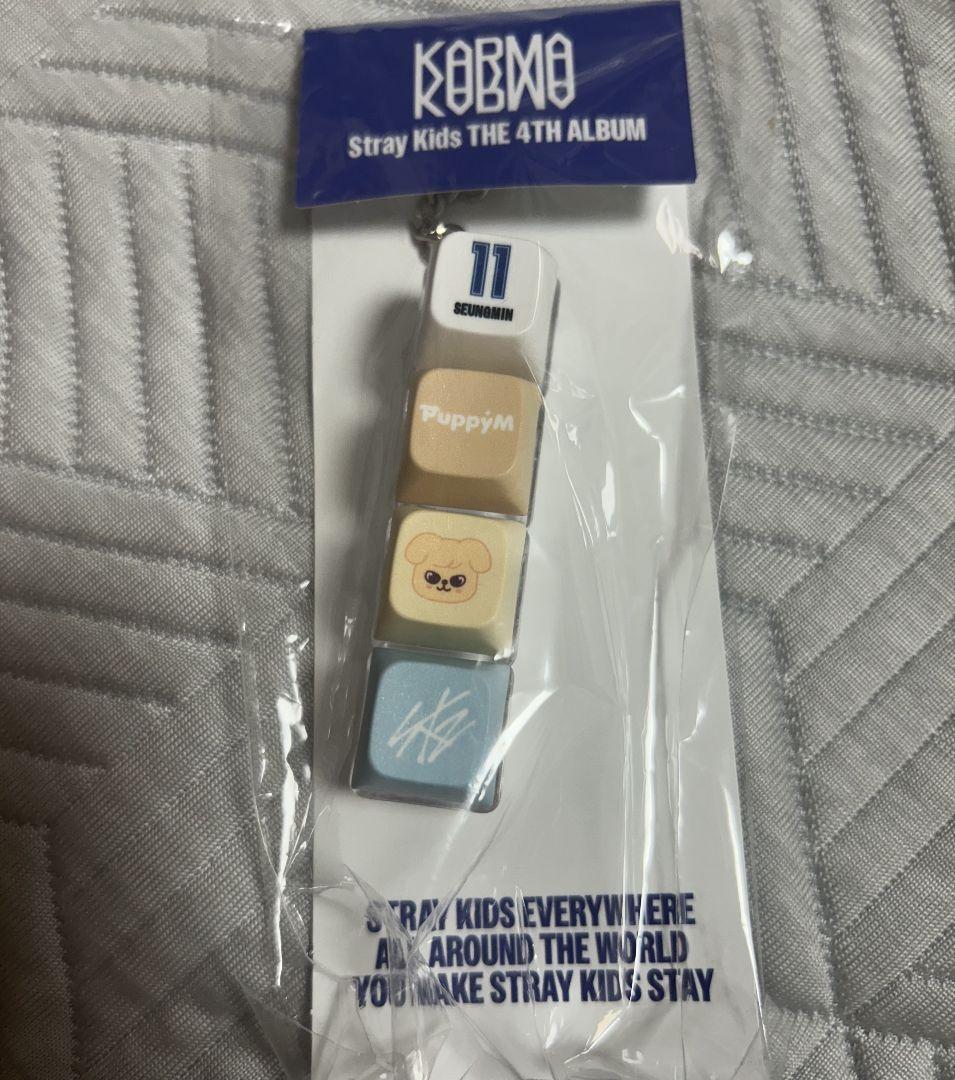 KARMA
Stray Kids THE 4TH ALBUM
11
SEUNGMIN
PuppyM
SKZ
STRAY KIDS EVERYWHERE
ALL AROUND THE WORLD
YOU MAKE STRAY KIDS STAY